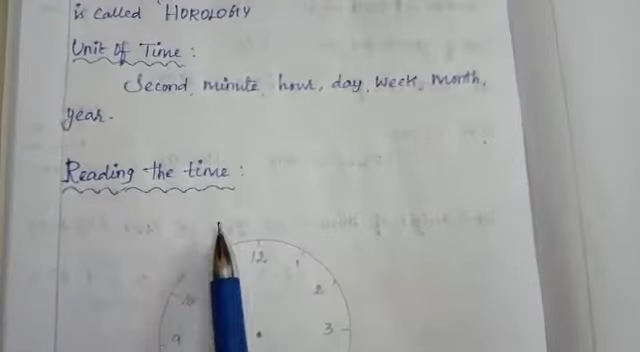 is called HOROLOGY
Unit of Time :
Second, minute, hour, day, week, month,
year.
Reading the time :
12
1
2
3
9